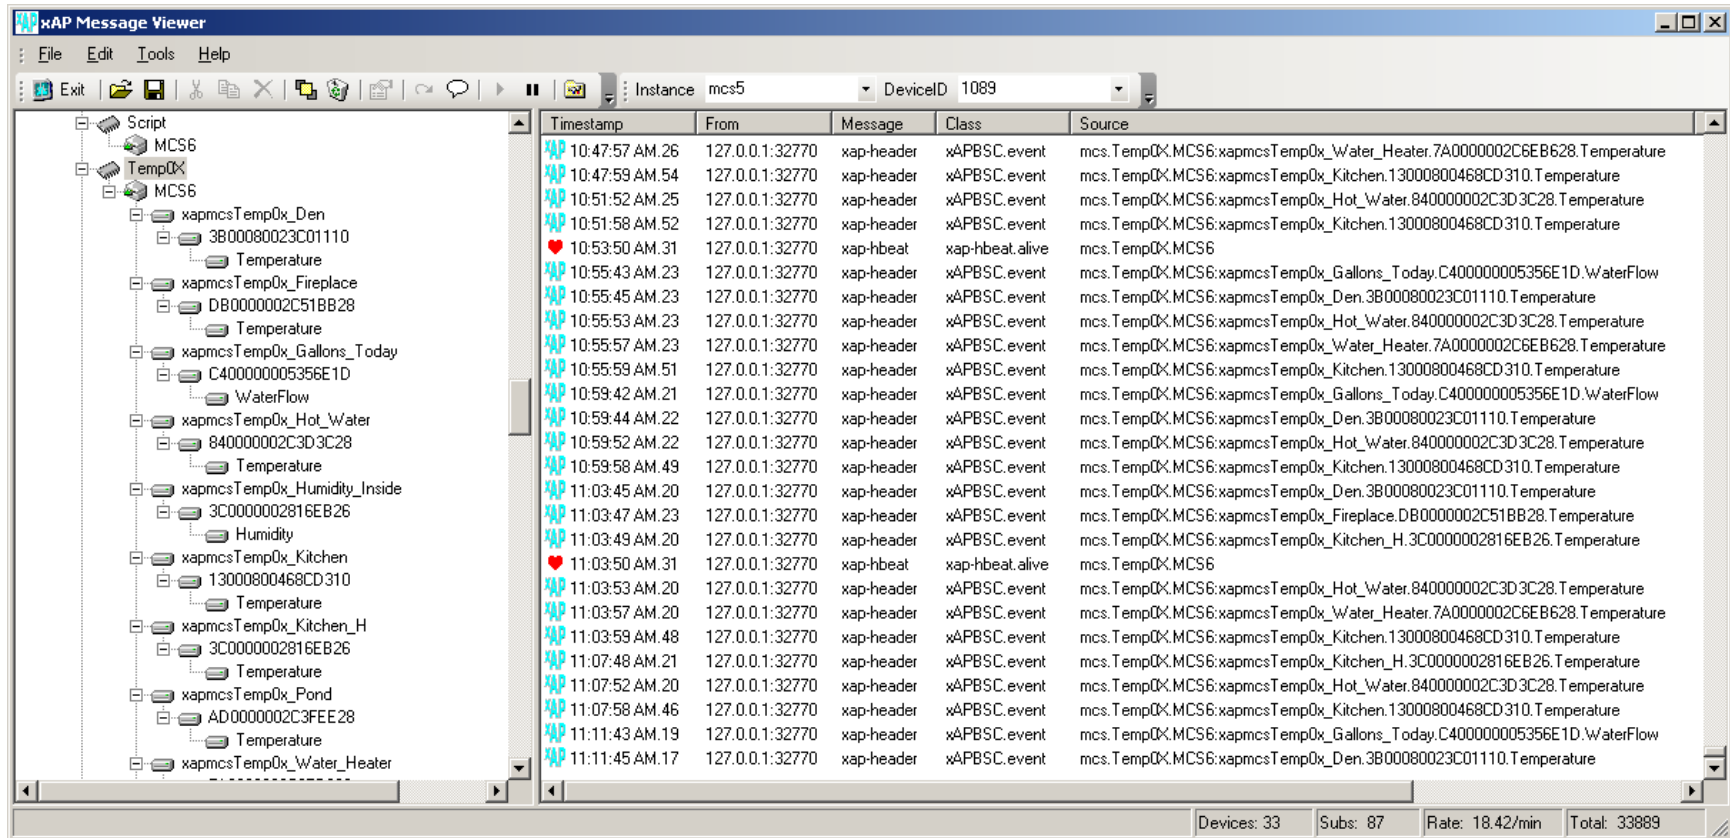 xAP xAP Message Viewer
File Edit Tools Help
Exit Instance mcs5 DeviceID 1089
Script
MCS6
Temp0X
MCS6
xapmcsTemp0x_Den
3B00080023C01110
Temperature
xapmcsTemp0x_Fireplace
DB0000002C51BB28
Temperature
xapmcsTemp0x_Gallons_Today
C400000005356E1D
WaterFlow
xapmcsTemp0x_Hot_Water
840000002C3D3C28
Temperature
xapmcsTemp0x_Humidity_Inside
3C0000002816EB26
Humidity
xapmcsTemp0x_Kitchen
13000800468CD310
Temperature
xapmcsTemp0x_Kitchen_H
3C0000002816EB26
Temperature
xapmcsTemp0x_Pond
AD0000002C3FEE28
Temperature
xapmcsTemp0x_Water_Heater
Timestamp From Message Class Source
xAP 10:47:57 AM.26 127.0.0.1:32770 xap-header xAPBSC.event mcs.Temp0X.MCS6:xapmcsTemp0x_Water_Heater.7A0000002C6EB628.Temperature
xAP 10:47:59 AM.54 127.0.0.1:32770 xap-header xAPBSC.event mcs.Temp0X.MCS6:xapmcsTemp0x_Kitchen.13000800468CD310.Temperature
xAP 10:51:52 AM.25 127.0.0.1:32770 xap-header xAPBSC.event mcs.Temp0X.MCS6:xapmcsTemp0x_Hot_Water.840000002C3D3C28.Temperature
xAP 10:51:58 AM.52 127.0.0.1:32770 xap-header xAPBSC.event mcs.Temp0X.MCS6:xapmcsTemp0x_Kitchen.13000800468CD310.Temperature
10:53:50 AM.31 127.0.0.1:32770 xap-hbeat xap-hbeat.alive mcs.Temp0X.MCS6
xAP 10:55:43 AM.23 127.0.0.1:32770 xap-header xAPBSC.event mcs.Temp0X.MCS6:xapmcsTemp0x_Gallons_Today.C400000005356E1D.WaterFlow
xAP 10:55:45 AM.23 127.0.0.1:32770 xap-header xAPBSC.event mcs.Temp0X.MCS6:xapmcsTemp0x_Den.3B00080023C01110.Temperature
xAP 10:55:53 AM.23 127.0.0.1:32770 xap-header xAPBSC.event mcs.Temp0X.MCS6:xapmcsTemp0x_Hot_Water.840000002C3D3C28.Temperature
xAP 10:55:57 AM.23 127.0.0.1:32770 xap-header xAPBSC.event mcs.Temp0X.MCS6:xapmcsTemp0x_Water_Heater.7A0000002C6EB628.Temperature
xAP 10:55:59 AM.51 127.0.0.1:32770 xap-header xAPBSC.event mcs.Temp0X.MCS6:xapmcsTemp0x_Kitchen.13000800468CD310.Temperature
xAP 10:59:42 AM.21 127.0.0.1:32770 xap-header xAPBSC.event mcs.Temp0X.MCS6:xapmcsTemp0x_Gallons_Today.C400000005356E1D.WaterFlow
xAP 10:59:44 AM.22 127.0.0.1:32770 xap-header xAPBSC.event mcs.Temp0X.MCS6:xapmcsTemp0x_Den.3B00080023C01110.Temperature
xAP 10:59:52 AM.22 127.0.0.1:32770 xap-header xAPBSC.event mcs.Temp0X.MCS6:xapmcsTemp0x_Hot_Water.840000002C3D3C28.Temperature
xAP 10:59:58 AM.49 127.0.0.1:32770 xap-header xAPBSC.event mcs.Temp0X.MCS6:xapmcsTemp0x_Kitchen.13000800468CD310.Temperature
xAP 11:03:45 AM.20 127.0.0.1:32770 xap-header xAPBSC.event mcs.Temp0X.MCS6:xapmcsTemp0x_Den.3B00080023C01110.Temperature
xAP 11:03:47 AM.23 127.0.0.1:32770 xap-header xAPBSC.event mcs.Temp0X.MCS6:xapmcsTemp0x_Fireplace.DB0000002C51BB28.Temperature
xAP 11:03:49 AM.20 127.0.0.1:32770 xap-header xAPBSC.event mcs.Temp0X.MCS6:xapmcsTemp0x_Kitchen_H.3C0000002816EB26.Temperature
11:03:50 AM.31 127.0.0.1:32770 xap-hbeat xap-hbeat.alive mcs.Temp0X.MCS6
xAP 11:03:53 AM.20 127.0.0.1:32770 xap-header xAPBSC.event mcs.Temp0X.MCS6:xapmcsTemp0x_Hot_Water.840000002C3D3C28.Temperature
xAP 11:03:57 AM.20 127.0.0.1:32770 xap-header xAPBSC.event mcs.Temp0X.MCS6:xapmcsTemp0x_Water_Heater.7A0000002C6EB628.Temperature
xAP 11:03:59 AM.48 127.0.0.1:32770 xap-header xAPBSC.event mcs.Temp0X.MCS6:xapmcsTemp0x_Kitchen.13000800468CD310.Temperature
xAP 11:07:48 AM.21 127.0.0.1:32770 xap-header xAPBSC.event mcs.Temp0X.MCS6:xapmcsTemp0x_Kitchen_H.3C0000002816EB26.Temperature
xAP 11:07:52 AM.20 127.0.0.1:32770 xap-header xAPBSC.event mcs.Temp0X.MCS6:xapmcsTemp0x_Hot_Water.840000002C3D3C28.Temperature
xAP 11:07:58 AM.46 127.0.0.1:32770 xap-header xAPBSC.event mcs.Temp0X.MCS6:xapmcsTemp0x_Kitchen.13000800468CD310.Temperature
xAP 11:11:43 AM.19 127.0.0.1:32770 xap-header xAPBSC.event mcs.Temp0X.MCS6:xapmcsTemp0x_Gallons_Today.C400000005356E1D.WaterFlow
xAP 11:11:45 AM.17 127.0.0.1:32770 xap-header xAPBSC.event mcs.Temp0X.MCS6:xapmcsTemp0x_Den.3B00080023C01110.Temperature
Devices: 33 Subs: 87 Rate: 18.42/min Total: 33889